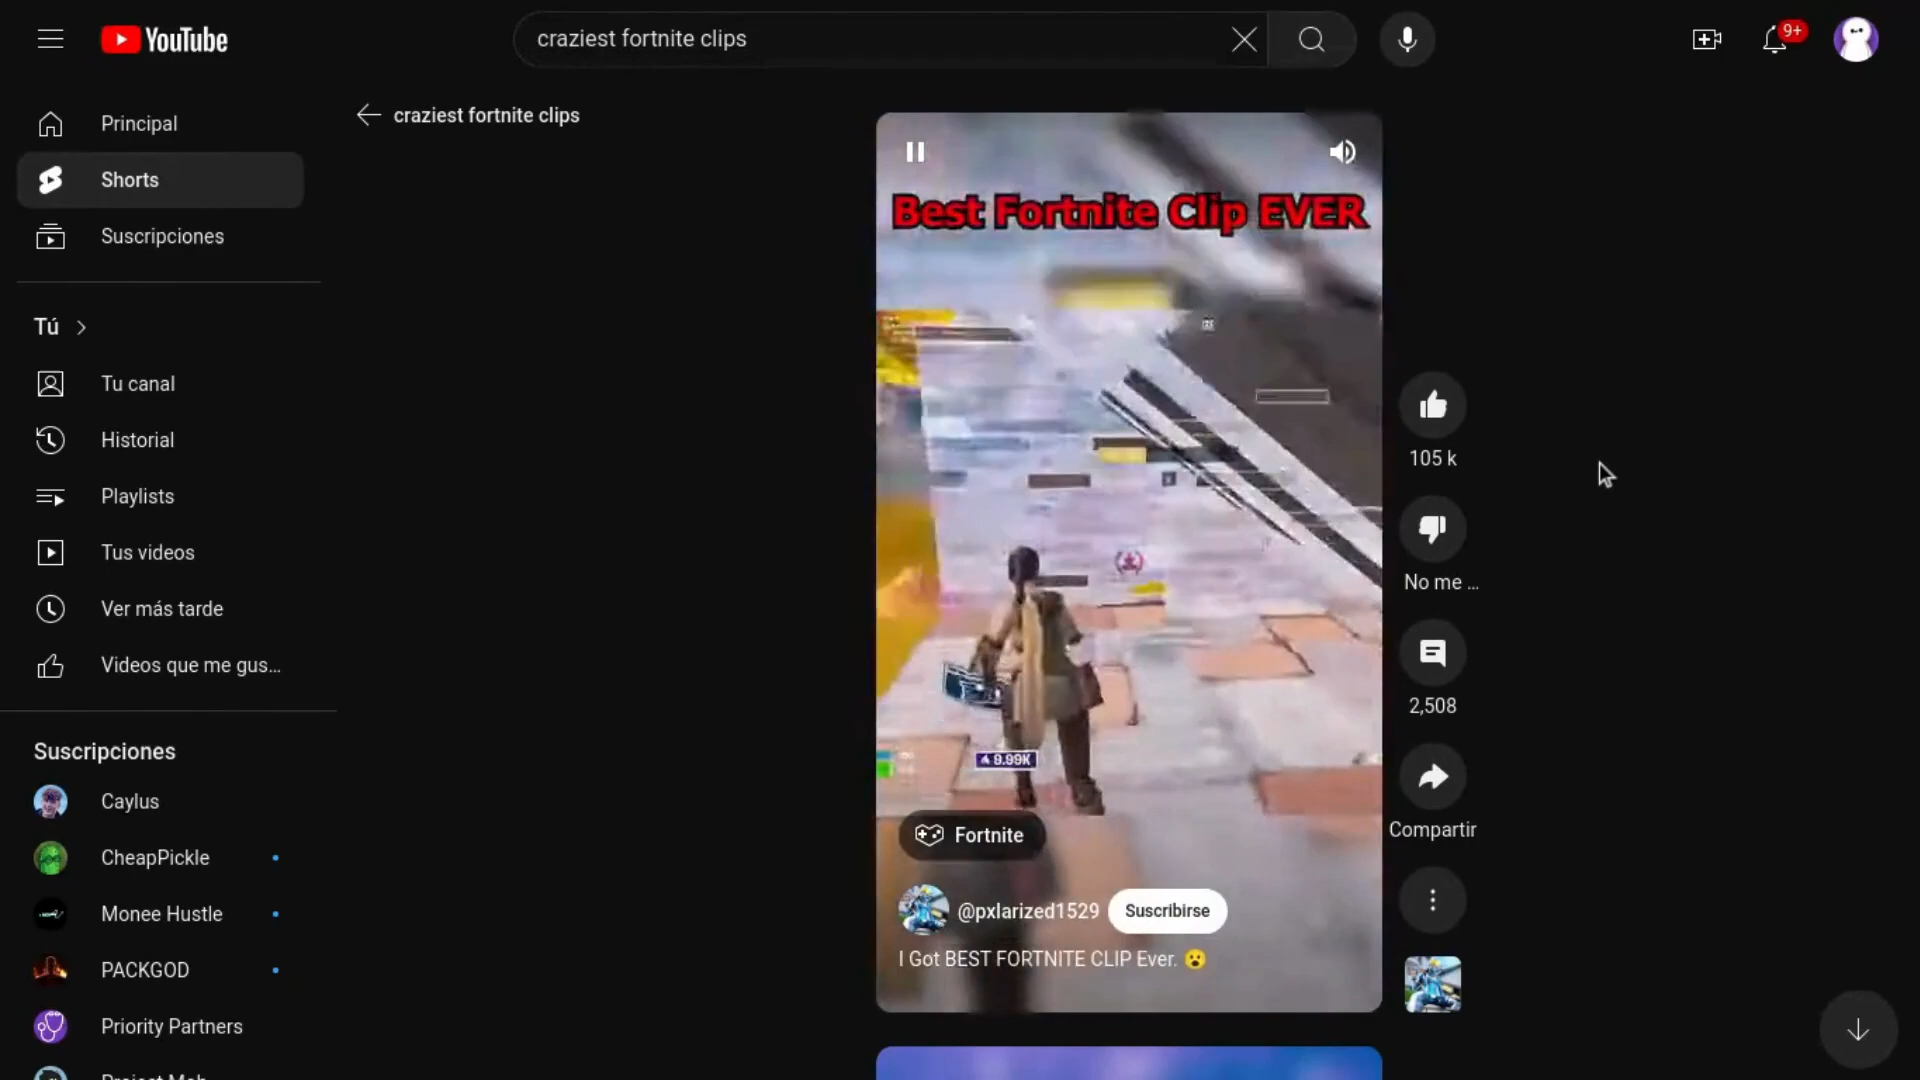 YouTube
craziest fortnite clips
9+
Principal
Shorts
Suscripciones
Tú
Tu canal
Historial
Playlists
Tus videos
Ver más tarde
Videos que me gus...
Suscripciones
Caylus
CheapPickle
Monee Hustle
PACKGOD
Priority Partners
craziest fortnite clips
Best Fortnite Clip EVER
9.99K
Fortnite
@pxlarized1529 Suscribirse
I Got BEST FORTNITE CLIP Ever. 😮
105 k
No me ...
2,508
Compartir